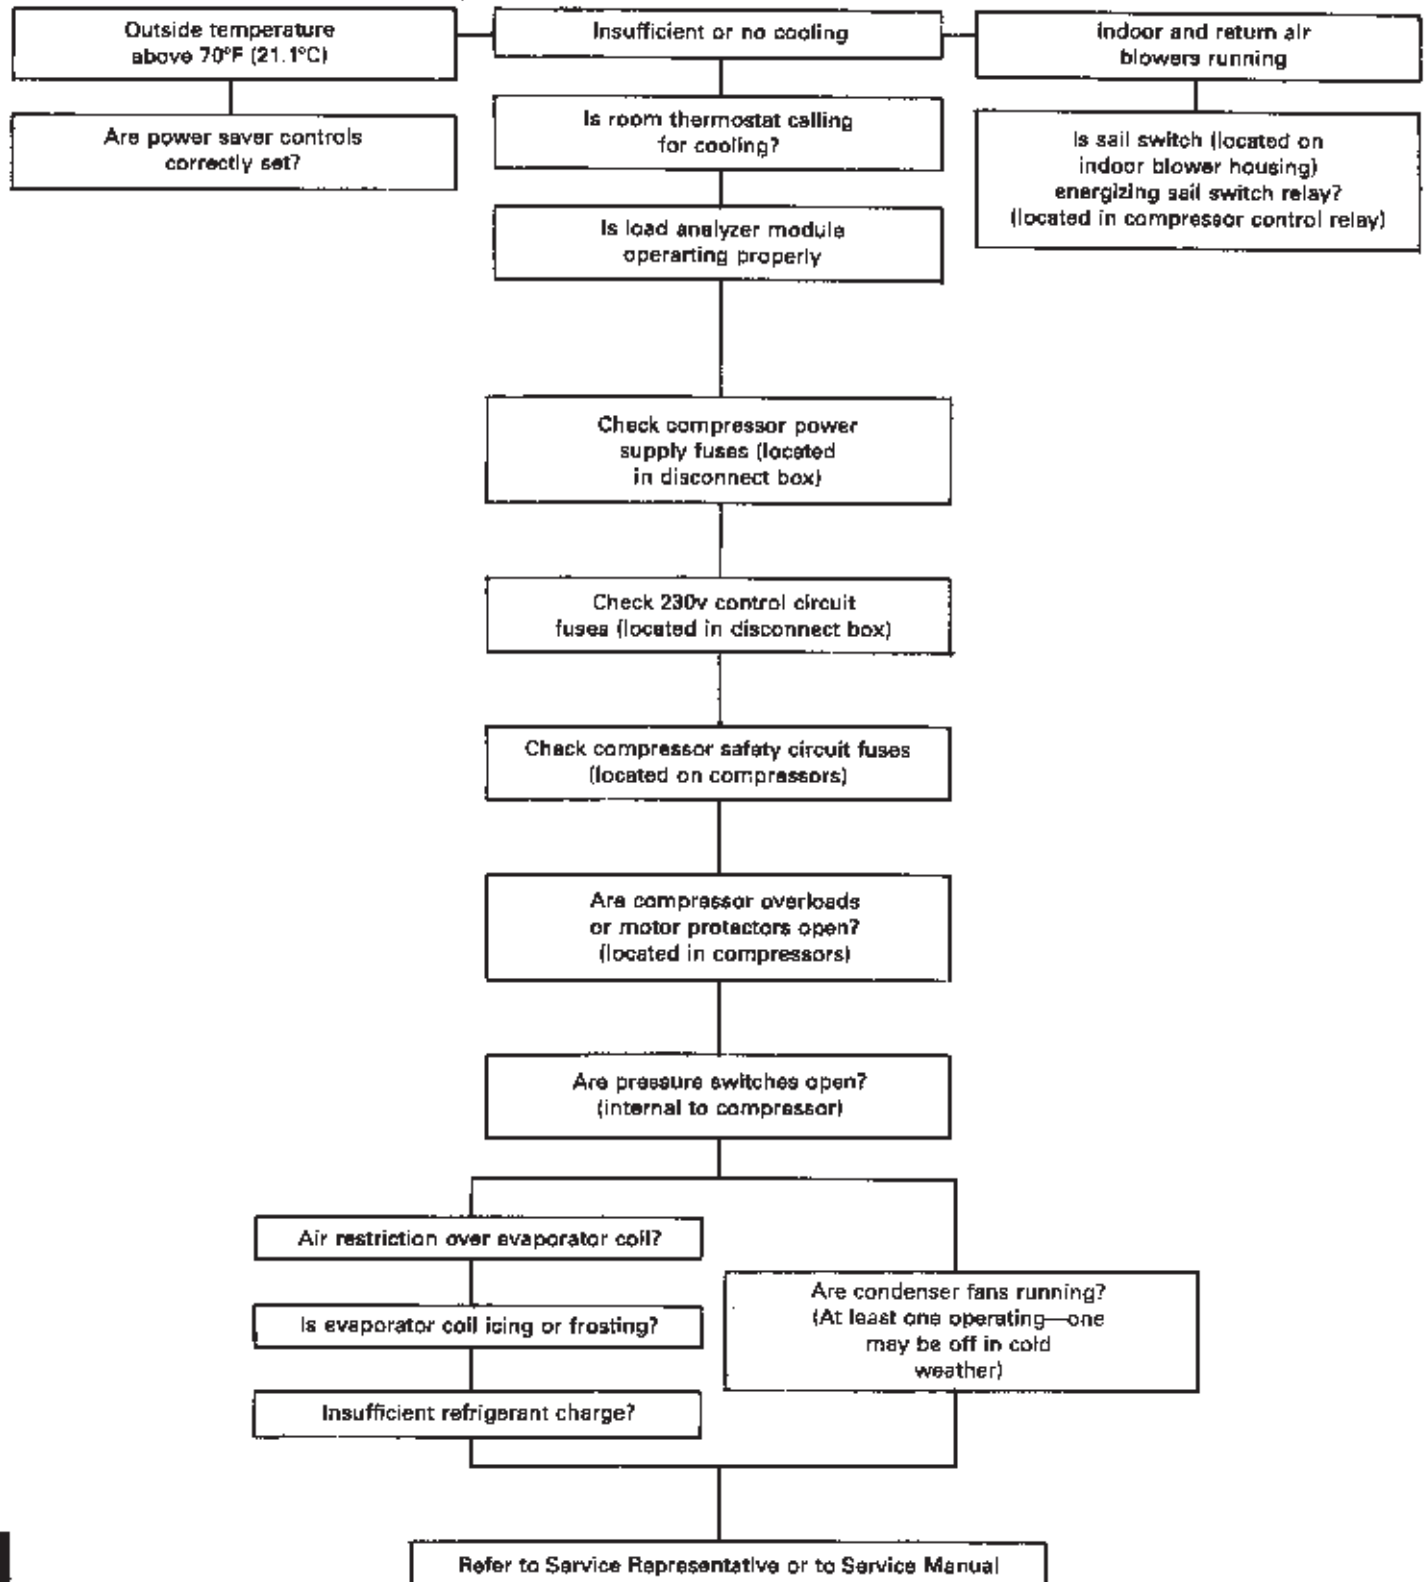 Outside temperature
above 70°F (21.1°C)
Insufficient or no cooling
Indoor and return air
blowers running
Are power saver controls
correctly set?
Is room thermostat calling
for cooling?
Is sail switch (located on
indoor blower housing)
energizing sail switch relay?
(located in compressor control relay)
Is load analyzer module
operarting properly
Check compressor power
supply fuses (located
in disconnect box)
Check 230v control circuit
fuses (located in disconnect box)
Check compressor safety circuit fuses
(located on compressors)
Are compressor overloads
or motor protectors open?
(located in compressors)
Are pressure switches open?
(internal to compressor)
Air restriction over evaporator coil?
Is evaporator coil icing or frosting?
Insufficient refrigerant charge?
Are condenser fans running?
(At least one operating—one
may be off in cold
weather)
Refer to Service Representative or to Service Manual